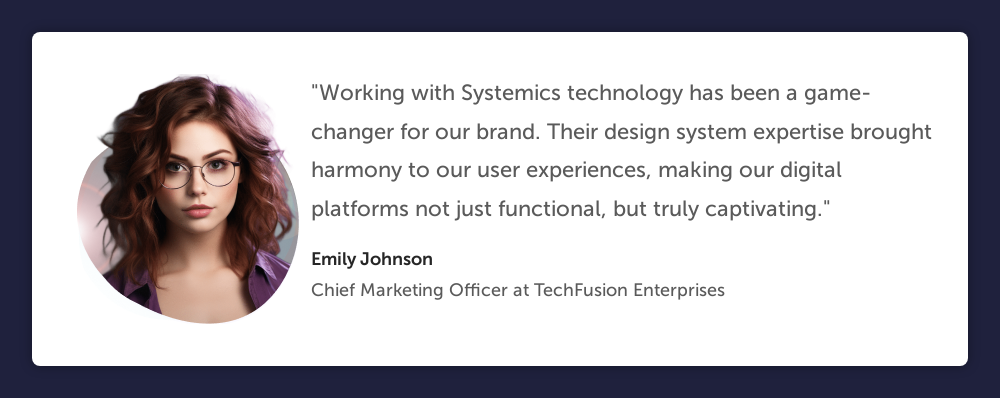 "Working with Systemics technology has been a game-
changer for our brand. Their design system expertise brought
harmony to our user experiences, making our digital
platforms not just functional, but truly captivating."
Emily Johnson
Chief Marketing Officer at TechFusion Enterprises